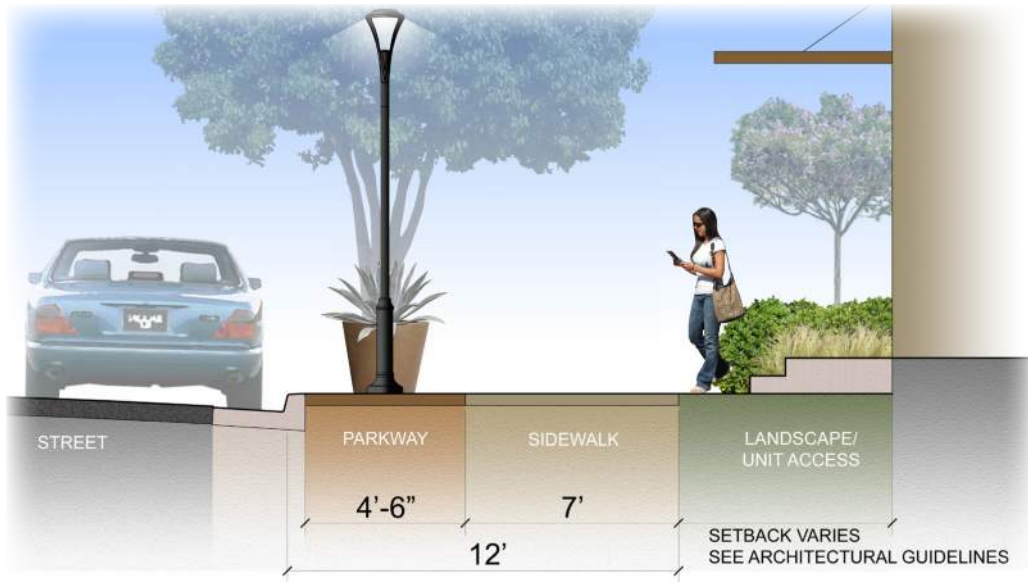 STREET
PARKWAY
SIDEWALK
LANDSCAPE/
UNIT ACCESS
4’-6”
7’
12’
SETBACK VARIES
SEE ARCHITECTURAL GUIDELINES